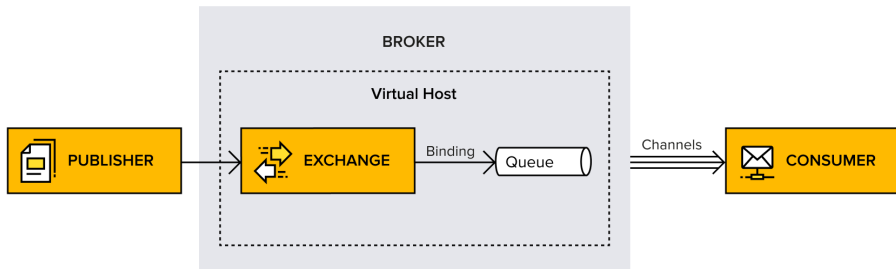 BROKER
Virtual Host
PUBLISHER
EXCHANGE
Binding
Queue
Channels
CONSUMER